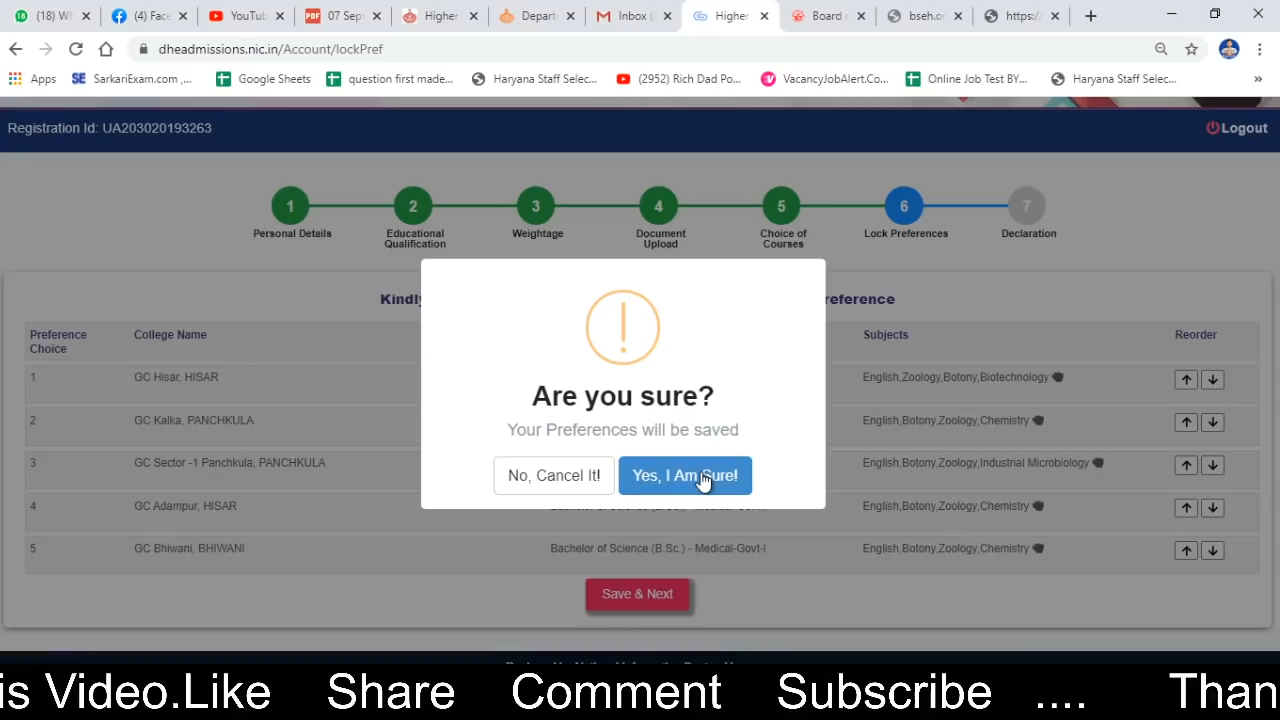 (18) W
(4) Face
YouTub
07 Sept
Higher
Depart
Inbox (
Higher
Board o
bseh.or
https:/
dheadmissions.nic.in/Account/lockPref
Apps
SarkariExam.com ,...
Google Sheets
question first made...
Haryana Staff Selec...
(2952) Rich Dad Po...
VacancyJobAlert.Co...
Online Job Test BY...
Haryana Staff Selec...
»
Registration Id: UA203020193263
Logout
1 2 3 4 5 6 7
Personal Details
Educational
Qualification
Weightage
Document
Upload
Choice of
Courses
Lock Preferences
Declaration
Kindly
reference
Preference
Choice
College Name
Subjects
Reorder
1 GC Hisar, HISAR English,Zoology,Botony,Biotechnology
2 GC Kalka, PANCHKULA English,Botony,Zoology,Chemistry
3 GC Sector -1 Panchkula, PANCHKULA English,Botony,Zoology,Industrial Microbiology
4 GC Adampur, HISAR Bachelor of Science (B.Sc.) - Medical-Govt-I English,Botony,Zoology,Chemistry
5 GC Bhiwani, BHIWANI Bachelor of Science (B.Sc.) - Medical-Govt-I English,Botony,Zoology,Chemistry
Are you sure?
Your Preferences will be saved
No, Cancel It!
Yes, I Am Sure!
Save & Next
is Video.Like Share Comment Subscribe .... Than